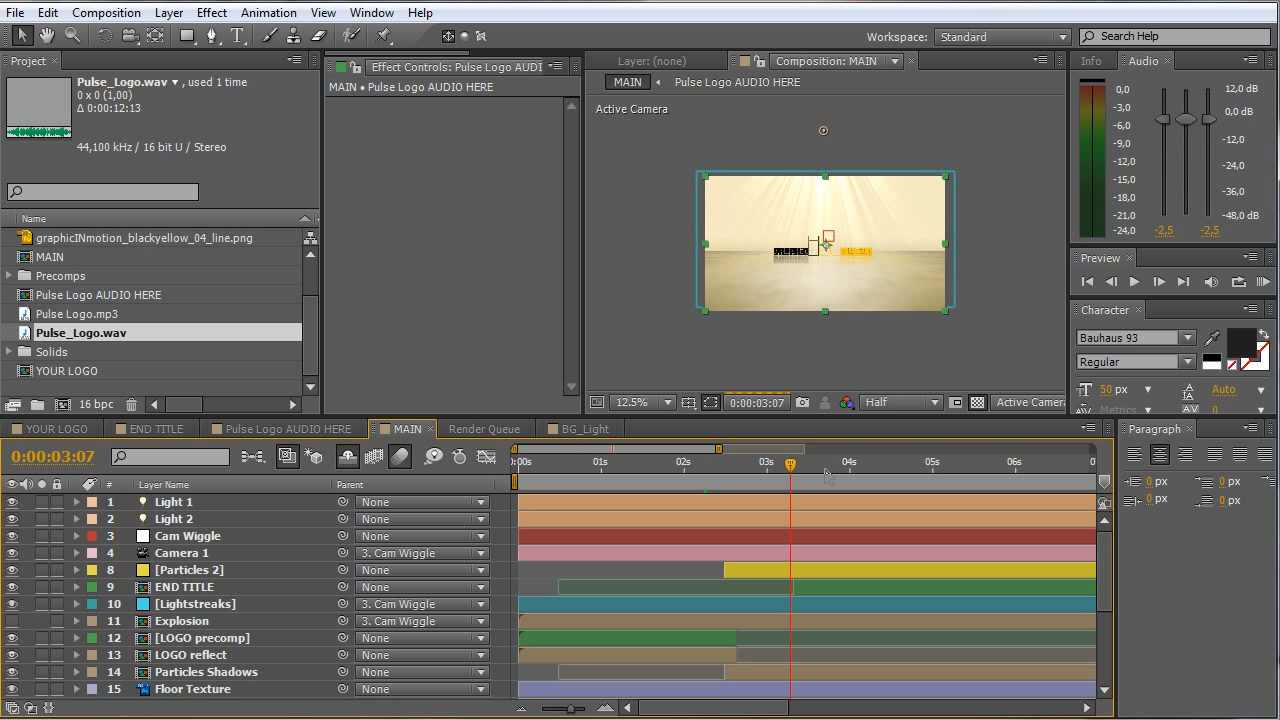 File Edit Composition Layer Effect Animation View Window Help
Workspace: Standard Search Help
Project
Pulse_Logo.wav ▼ , used 1 time
0 x 0 (1,00)
Δ 0:00:12:13
44,100 kHz / 16 bit U / Stereo
Name
graphicINmotion_blackyellow_04_line.png
MAIN
Precomps
Pulse Logo AUDIO HERE
Pulse Logo.mp3
Pulse_Logo.wav
Solids
YOUR LOGO
16 bpc
Effect Controls: Pulse Logo AUDI
MAIN • Pulse Logo AUDIO HERE
Layer: (none) Composition: MAIN
MAIN Pulse Logo AUDIO HERE
Active Camera
12.5% 0:00:03:07 Half Active Camera
Info Audio
0,0
-3,0
-6,0
-9,0
-12,0
-15,0
-18,0
-21,0
-24,0
12,0 dB
0,0 dB
-12,0
-24,0
-36,0
-48,0 dB
-2,5 -2,5
Preview
Character
Bauhaus 93
Regular
50 px Auto
Metrics 0
YOUR LOGO END TITLE Pulse Logo AUDIO HERE MAIN Render Queue BG_Light
0:00:03:07
0:00s 01s 02s 03s 04s 05s 06s 0
# Layer Name Parent
1 Light 1 None
2 Light 2 None
3 Cam Wiggle None
4 Camera 1 3. Cam Wiggle
8 [Particles 2] None
9 END TITLE None
10 [Lightstreaks] 3. Cam Wiggle
11 Explosion 3. Cam Wiggle
12 [LOGO precomp] None
13 LOGO reflect None
14 Particles Shadows None
15 Floor Texture None
Paragraph
0 px 0 px
0 px 0 px